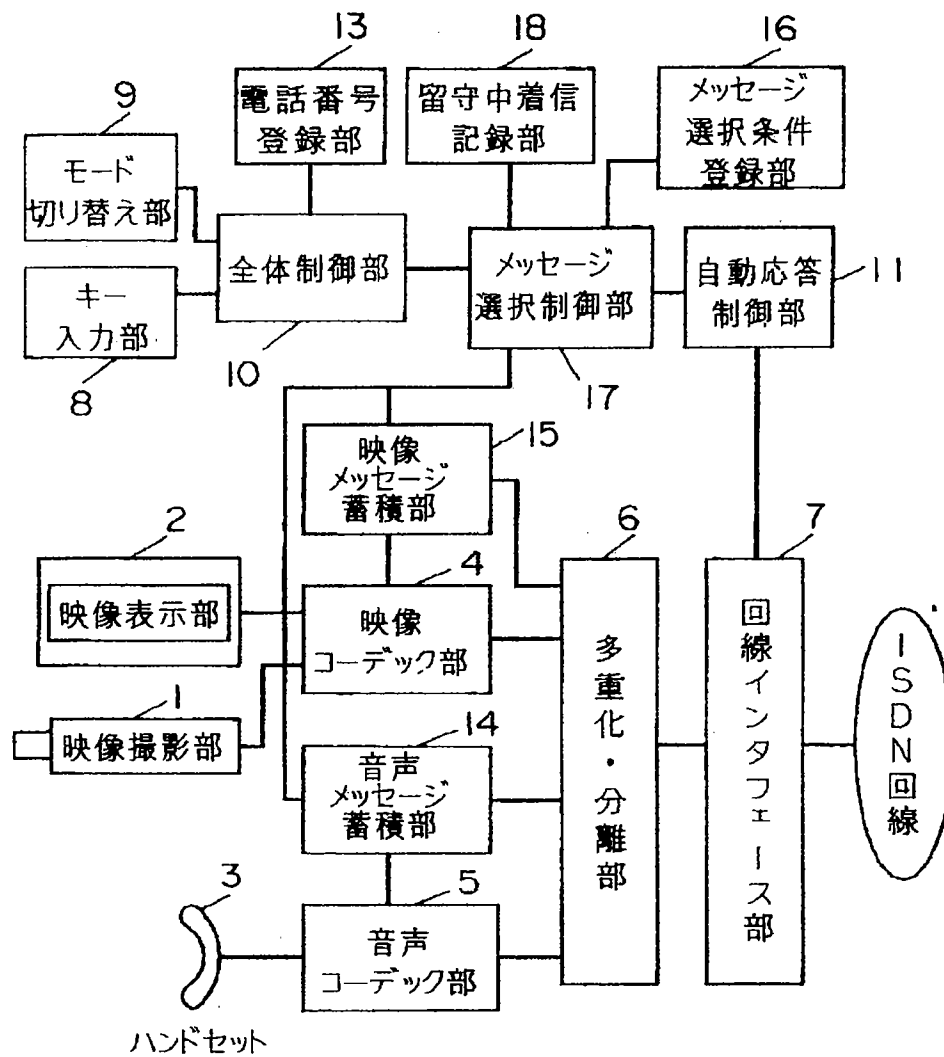 13
18
16
9
電話番号
登録部
留守中着信
記録部
メッセージ
選択条件
登録部
モード
切り替え部
全体制御部
メッセージ
選択制御部
自動応答
制御部
11
キー
入力部
8
10
17
15
映像
メッセージ
蓄積部
2
4
6
7
映像表示部
映像
コーデック部
1
映像撮影部
14
音声
メッセージ
蓄積部
多重化・分離部
回線インタフェース部
ISDN回線
3
5
音声
コーデック部
ハンドセット